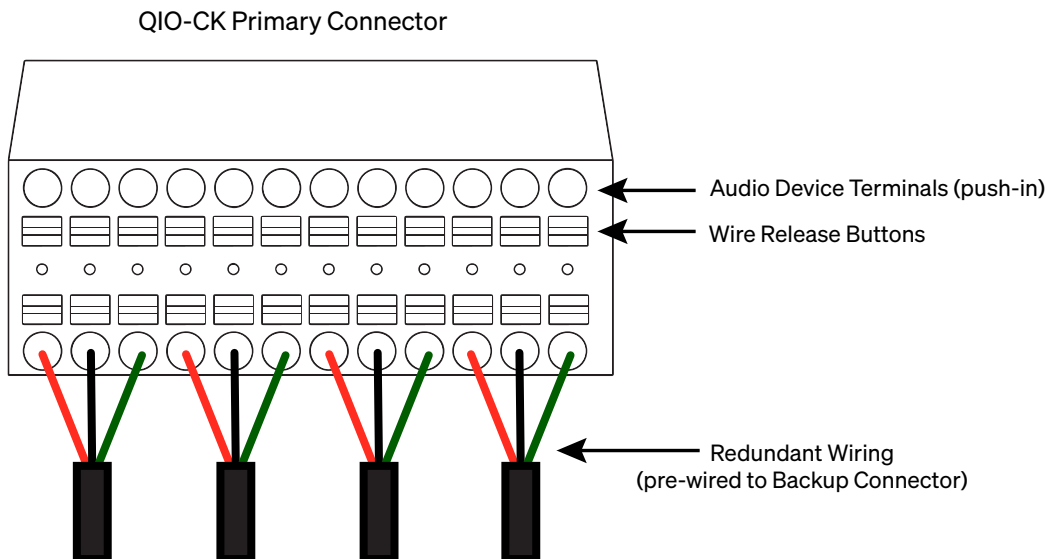 QIO-CK Primary Connector
Audio Device Terminals (push-in)
Wire Release Buttons
Redundant Wiring
(pre-wired to Backup Connector)